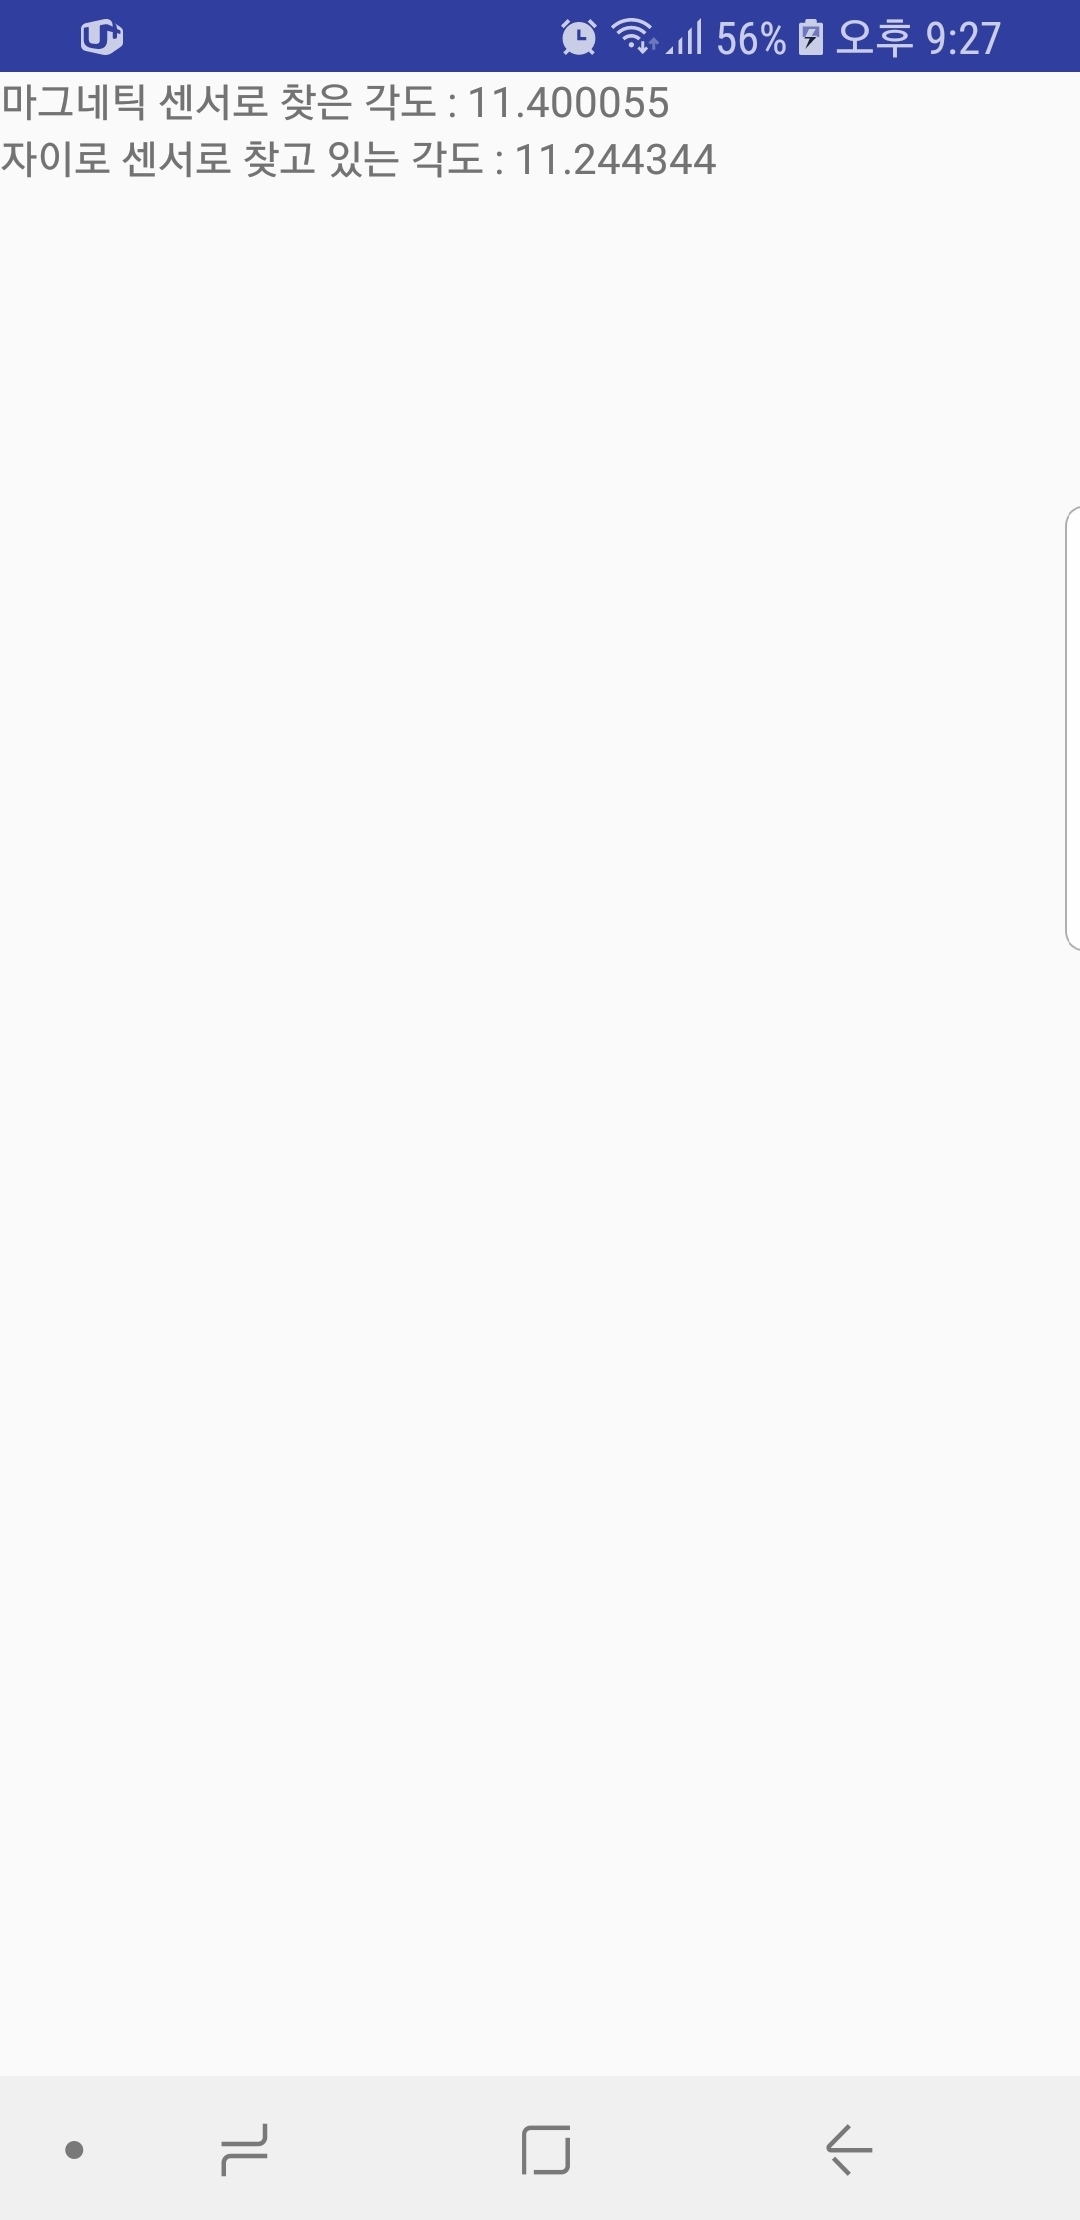 U+
56% 오후 9:27
마그네틱 센서로 찾은 각도 : 11.400055
자이로 센서로 찾고 있는 각도 : 11.244344